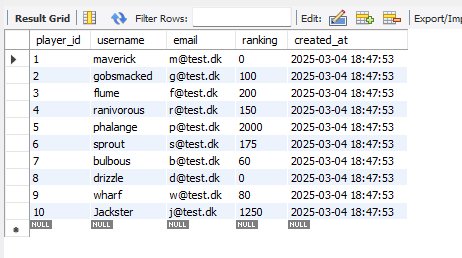 Result Grid Filter Rows: Edit: Export/Imp
player_id username email ranking created_at
1 maverick m@test.dk 0 2025-03-04 18:47:53
2 gobsmacked g@test.dk 100 2025-03-04 18:47:53
3 flume f@test.dk 200 2025-03-04 18:47:53
4 ranivorous r@test.dk 150 2025-03-04 18:47:53
5 phalange p@test.dk 2000 2025-03-04 18:47:53
6 sprout s@test.dk 175 2025-03-04 18:47:53
7 bulbous b@test.dk 60 2025-03-04 18:47:53
8 drizzle d@test.dk 0 2025-03-04 18:47:53
9 wharf w@test.dk 80 2025-03-04 18:47:53
10 Jackster j@test.dk 1250 2025-03-04 18:47:53
NULL NULL NULL NULL NULL